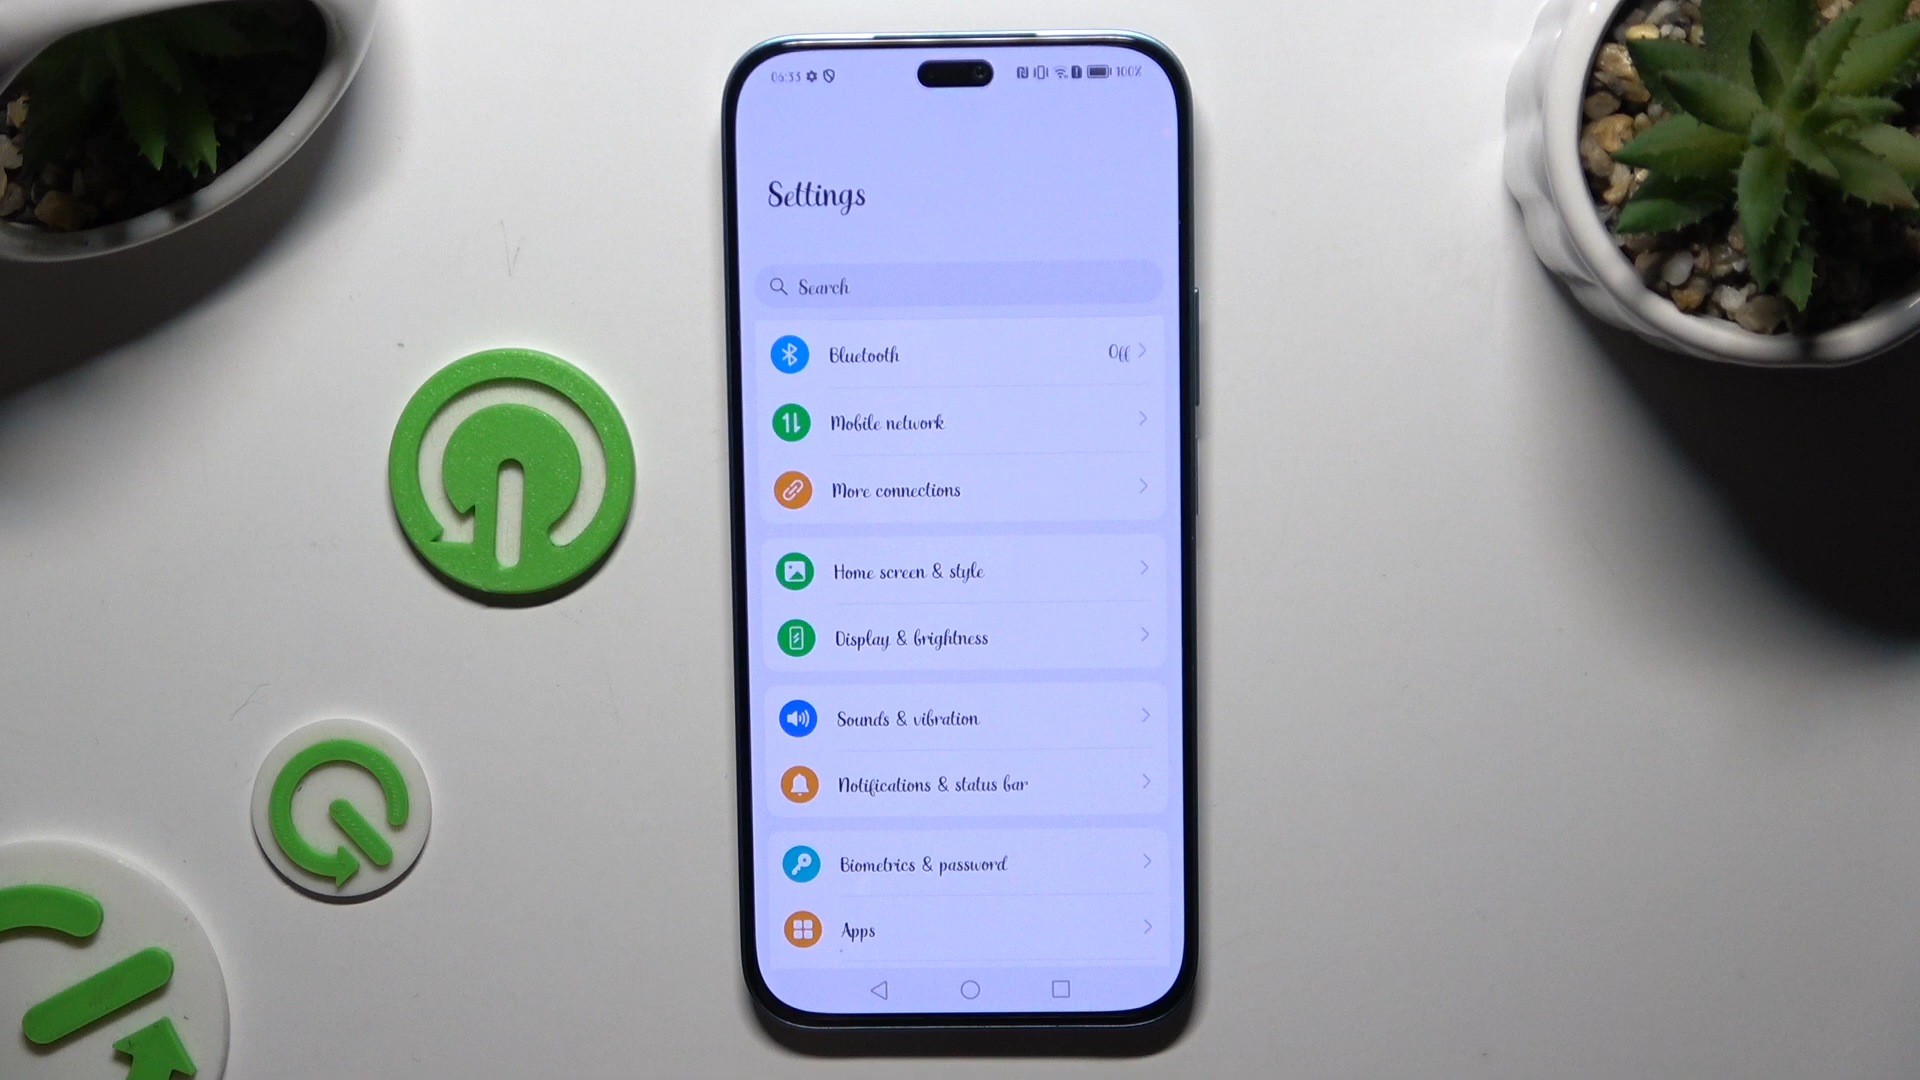 06:33 100%
Settings
Search
Bluetooth Off
Mobile network
More connections
Home screen & style
Display & brightness
Sounds & vibration
Notifications & status bar
Biometrics & password
Apps